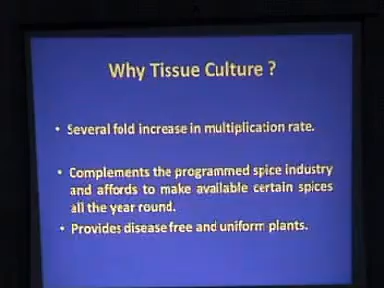 Why Tissue Culture ?
• Several fold increase in multiplication rate.
• Complements the programmed spice industry
and affords to make available certain spices
all the year round.
• Provides disease free and uniform plants.